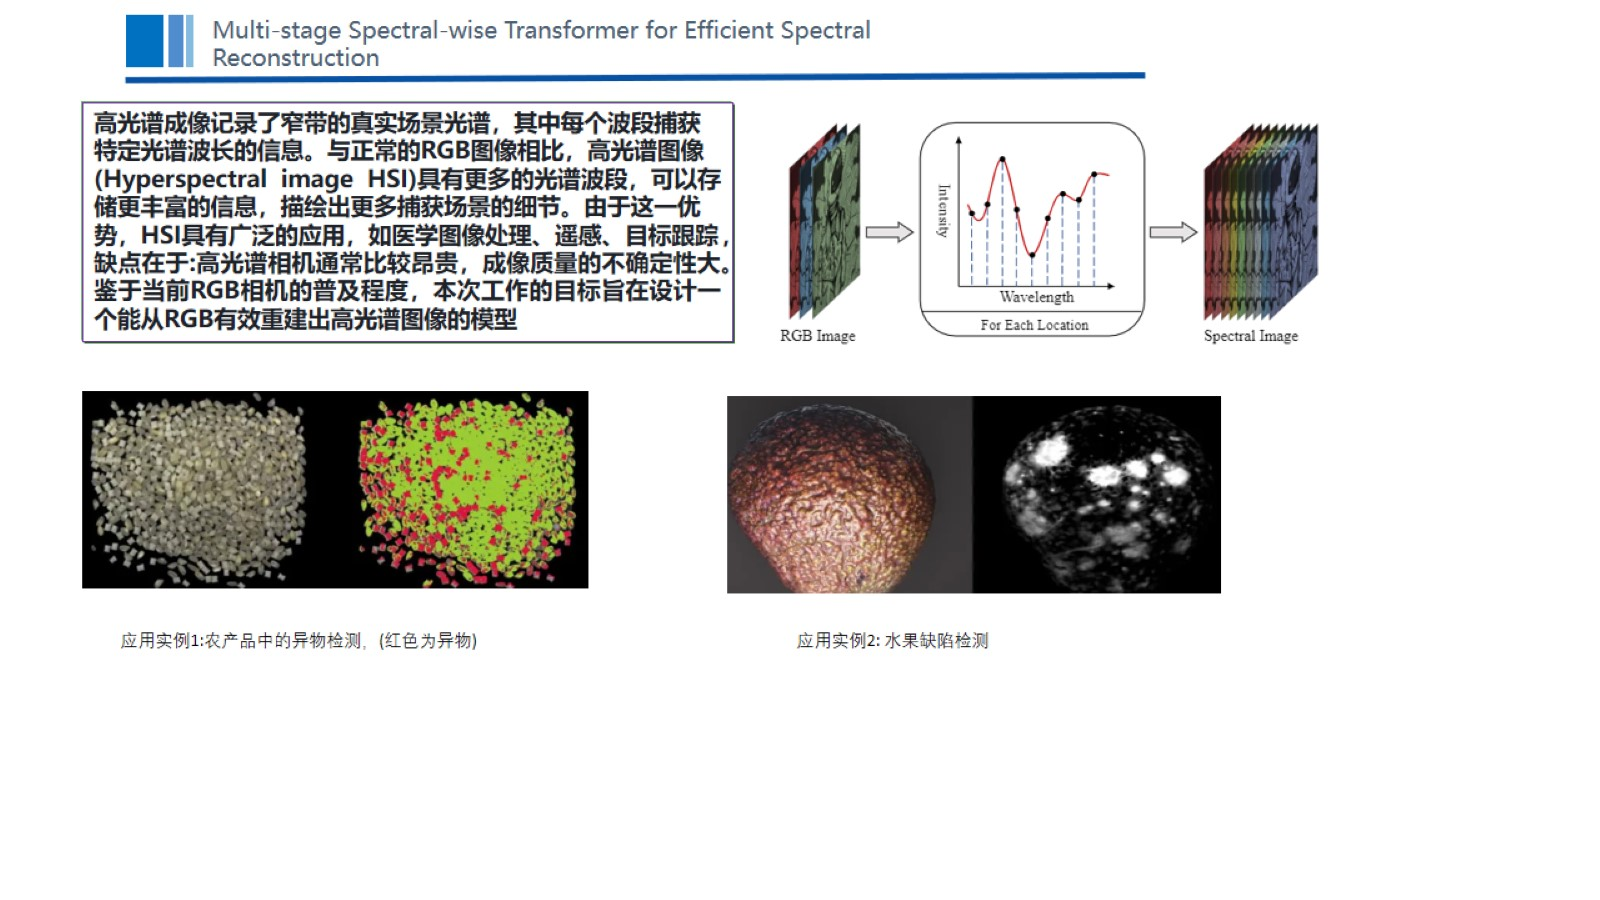 Multi-stage Spectral-wise Transformer for Efficient Spectral
Reconstruction
高光谱成像记录了窄带的真实场景光谱，其中每个波段捕获
特定光谱波长的信息。与正常的RGB图像相比，高光谱图像
(Hyperspectral image HSI)具有更多的光谱波段，可以存
储更丰富的信息，描绘出更多捕获场景的细节。由于这一优
势，HSI具有广泛的应用，如医学图像处理、遥感、目标跟踪，
缺点在于:高光谱相机通常比较昂贵，成像质量的不确定性大。
鉴于当前RGB相机的普及程度，本次工作的目标旨在设计一
个能从RGB有效重建出高光谱图像的模型
Intensity
Wavelength
For Each Location
RGB Image
Spectral Image
应用实例1:农产品中的异物检测，(红色为异物)
应用实例2: 水果缺陷检测